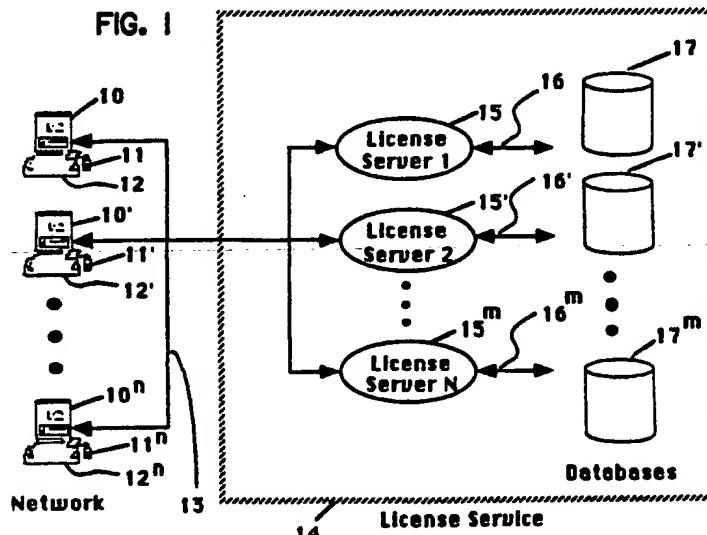 FIG. 1
10
11
12
10'
11'
12'
10ⁿ
11ⁿ
12ⁿ
Network
13
14
License Service
15
License
Server 1
16
17
15'
License
Server 2
16'
17'
15ᵐ
License
Server N
16ᵐ
17ᵐ
Databases